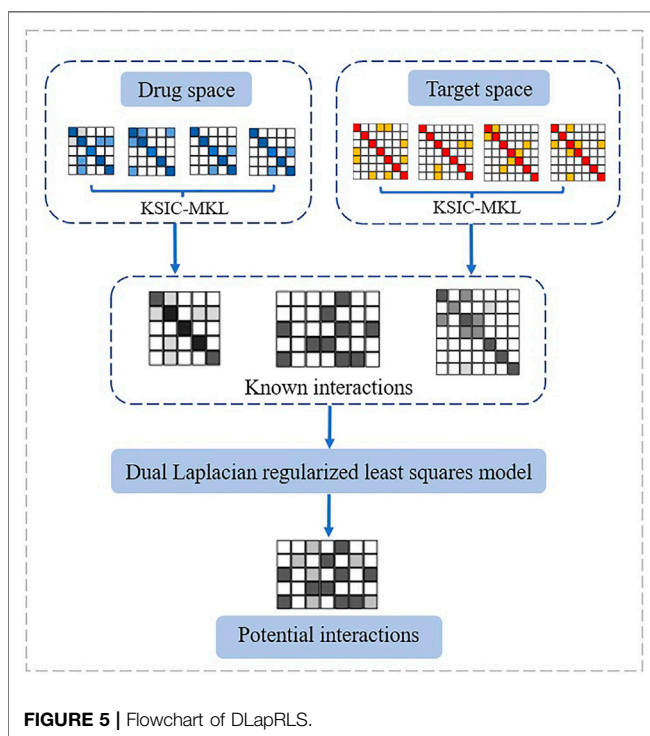 Drug space
Target space
KSIC-MKL
KSIC-MKL
Known interactions
Dual Laplacian regularized least squares model
Potential interactions
FIGURE 5 | Flowchart of DLapRLS.